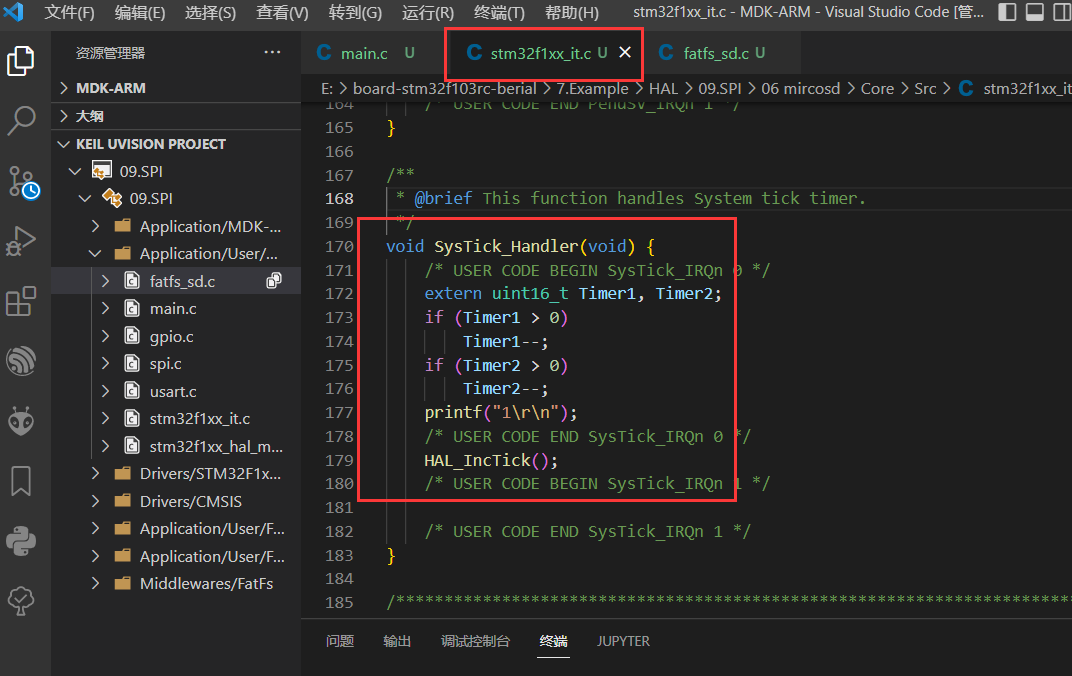 文件(F) 编辑(E) 选择(S) 查看(V) 转到(G) 运行(R) 终端(T) 帮助(H) stm32f1xx_it.c - MDK-ARM - Visual Studio Code [管...
资源管理器 ···
MDK-ARM
大纲
KEIL UVISION PROJECT
09.SPI
09.SPI
Application/MDK-...
Application/User/...
fatfs_sd.c
main.c
gpio.c
spi.c
usart.c
stm32f1xx_it.c
stm32f1xx_hal_m...
Drivers/STM32F1x...
Drivers/CMSIS
Application/User/F...
Application/User/F...
Middlewares/FatFs
C main.c U C stm32f1xx_it.c U × C fatfs_sd.c U
E: > board-stm32f103rc-berial > 7.Example > HAL > 09.SPI > 06 mircosd > Core > Src > C stm32f1xx_it
164 /* USER CODE END PendSV_IRQn 1 */
165 }
166
167 /**
168 * @brief This function handles System tick timer.
169 */
170 void SysTick_Handler(void) {
171 /* USER CODE BEGIN SysTick_IRQn 0 */
172 extern uint16_t Timer1, Timer2;
173 if (Timer1 > 0)
174 Timer1--;
175 if (Timer2 > 0)
176 Timer2--;
177 printf("1\r\n");
178 /* USER CODE END SysTick_IRQn 0 */
179 HAL_IncTick();
180 /* USER CODE BEGIN SysTick_IRQn 1 */
181
182 /* USER CODE END SysTick_IRQn 1 */
183 }
184
185 /******************************************************************************
问题 输出 调试控制台 终端 JUPYTER